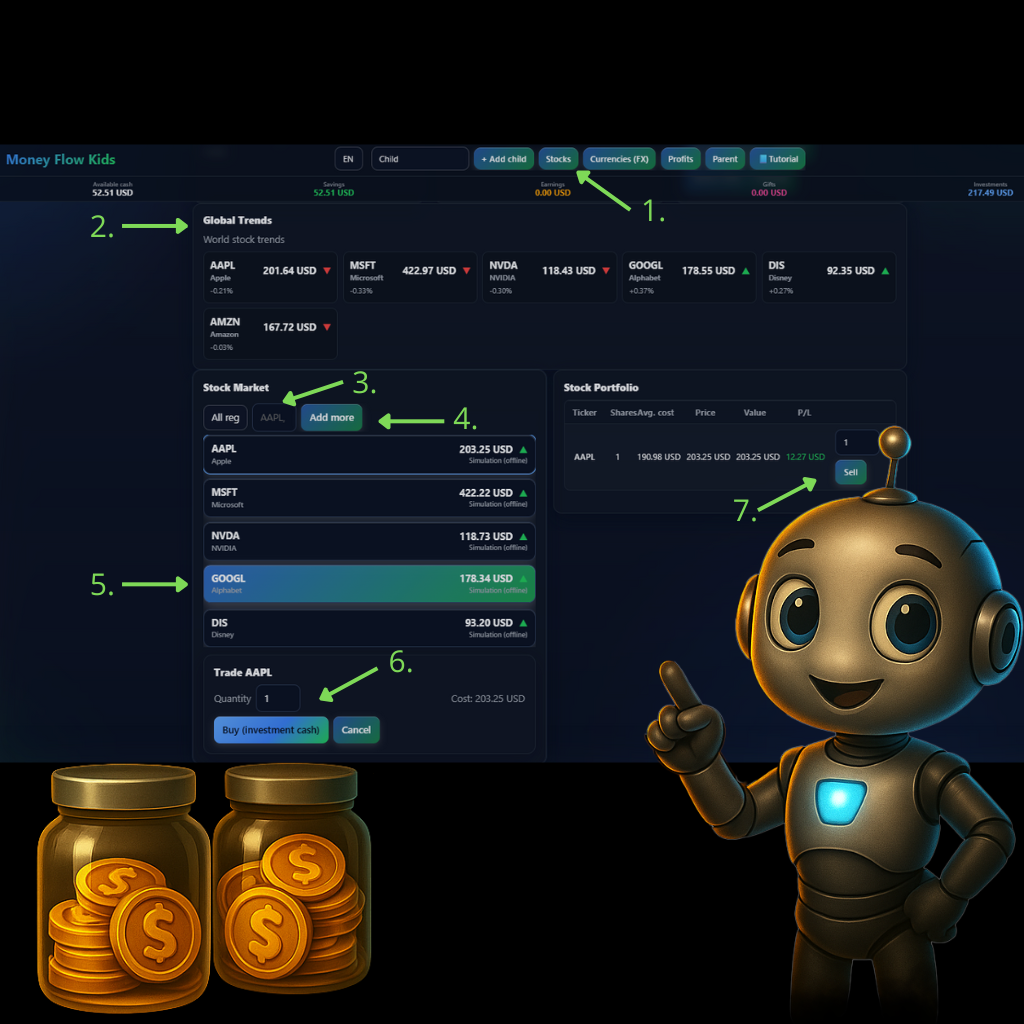 Money Flow Kids
EN
Child
+ Add child
Stocks
Currencies (FX)
Profits
Parent
Tutorial
Available cash
52.51 USD
Savings
52.51 USD
Earnings
0.00 USD
Gifts
0.00 USD
Investments
217.49 USD
1.
2.
Global Trends
World stock trends
AAPL
Apple
201.64 USD ▼
-0.21%
MSFT
Microsoft
422.97 USD ▼
-0.33%
NVDA
NVIDIA
118.43 USD ▼
-0.30%
GOOGL
Alphabet
178.55 USD ▲
+0.37%
DIS
Disney
92.35 USD ▲
+0.27%
AMZN
Amazon
167.72 USD ▼
-0.03%
Stock Market
3.
All reg
AAPL,
Add more
4.
AAPL
Apple
203.25 USD ▲
Simulation (offline)
MSFT
Microsoft
422.22 USD ▲
Simulation (offline)
NVDA
NVIDIA
118.73 USD ▲
Simulation (offline)
5.
GOOGL
Alphabet
178.34 USD ▲
Simulation (offline)
DIS
Disney
93.20 USD ▲
Simulation (offline)
6.
Trade AAPL
Quantity 1
Cost: 203.25 USD
Buy (investment cash)
Cancel
Stock Portfolio
Ticker Shares Avg. cost Price Value P/L
AAPL 1 190.98 USD 203.25 USD 203.25 USD 12.27 USD
1
Sell
7.
$
$
$
$